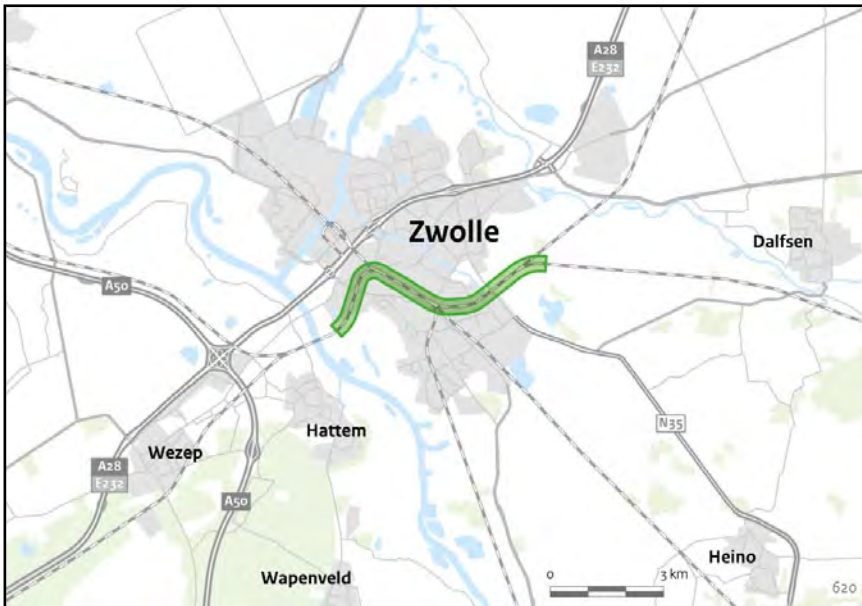 A28
E232
Zwolle
Dalfsen
A50
N35
Hattem
Wezep
A28
E232
A50
Heino
Wapenveld
0 3 km
620